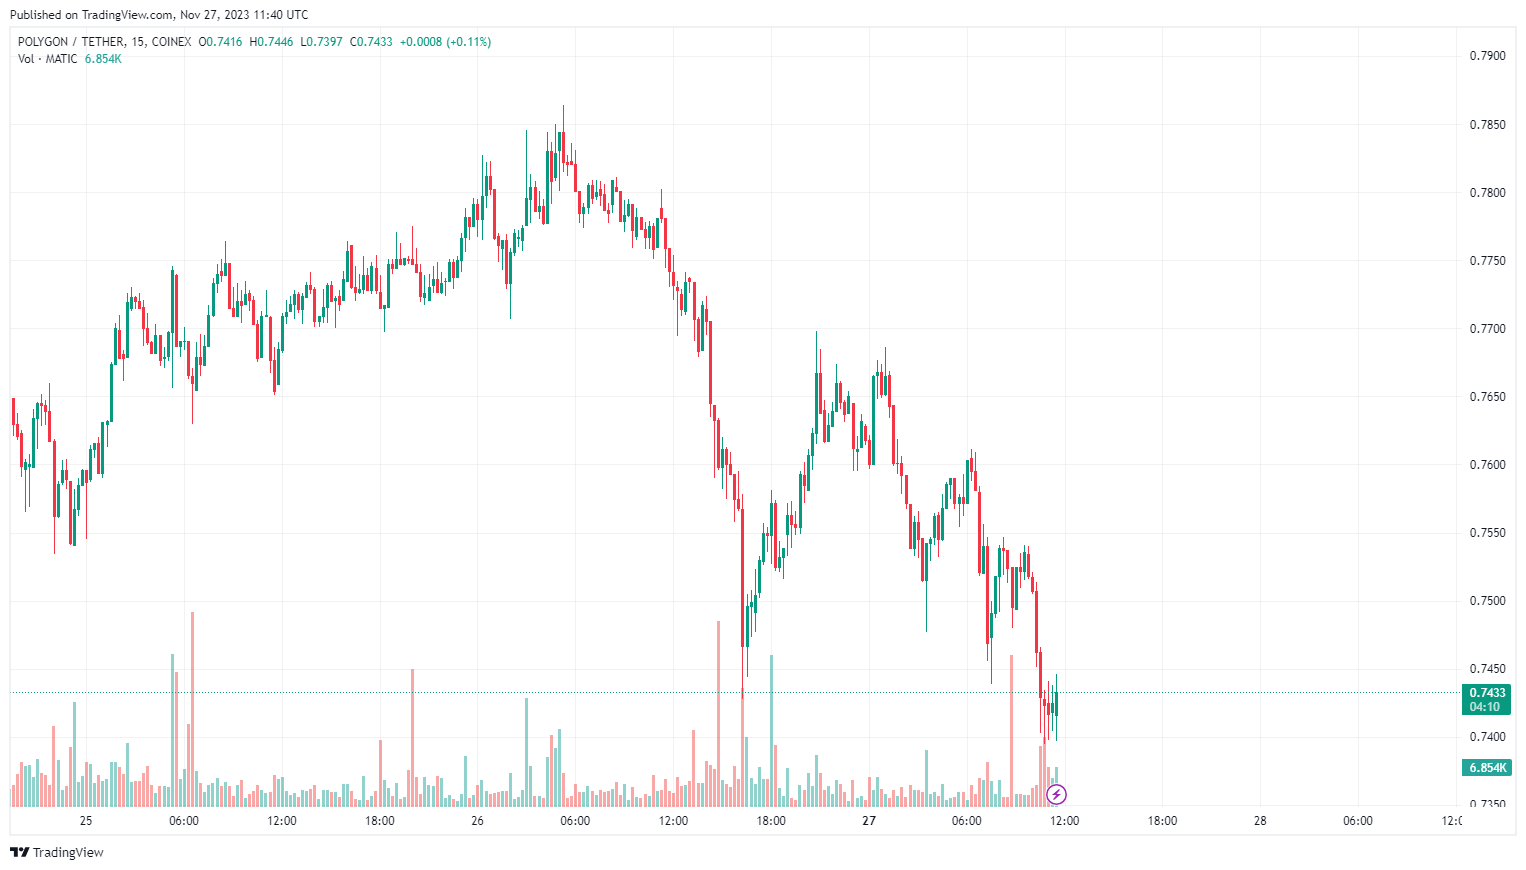 Published on TradingView.com, Nov 27, 2023 11:40 UTC
POLYGON / TETHER, 15, COINEX O0.7416 H0.7446 L0.7397 C0.7433 +0.0008 (+0.11%)
Vol · MATIC 6.854K
0.7900
0.7850
0.7800
0.7750
0.7700
0.7650
0.7600
0.7550
0.7500
0.7450
0.7433
04:10
0.7400
6.854K
0.7350
25 06:00 12:00 18:00 26 06:00 12:00 18:00 27 06:00 12:00 18:00 28 06:00 12:0
TradingView